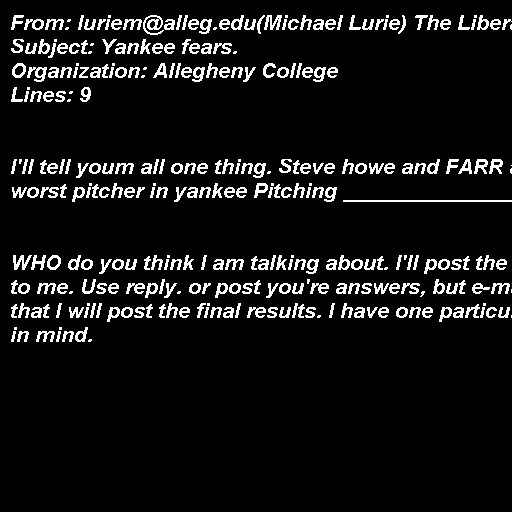 From: luriem@alleg.edu(Michael Lurie) The Liber
Subject: Yankee fears.
Organization: Allegheny College
Lines: 9
I'll tell youm all one thing. Steve howe and FARR
worst pitcher in yankee Pitching _______________
WHO do you think I am talking about. I'll post the
to me. Use reply. or post you're answers, but e-m
that I will post the final results. I have one particu
in mind.